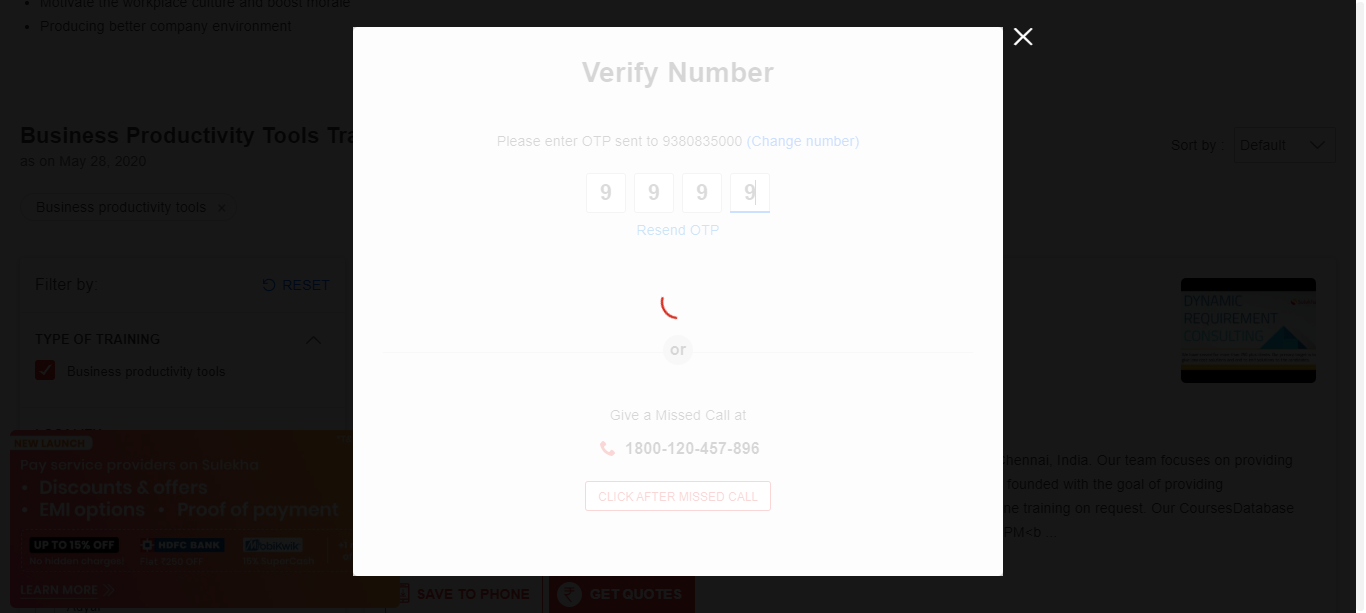 Motivate the workplace culture and boost morale
Producing better company environment
Verify Number
Please enter OTP sent to 9380835000 (Change number)
9 9 9 9
Resend OTP
or
Give a Missed Call at
1800-120-457-896
CLICK AFTER MISSED CALL
Business Productivity Tools Tra
as on May 28, 2020
Sort by : Default
Business productivity tools ×
Filter by
RESET
TYPE OF TRAINING
Business productivity tools
NEW LAUNCH
Pay service providers on Sulekha
• Discounts & offers
• EMI options • Proof of payment
UP TO 15% OFF
HDFC BANK
MobiKwik
No hidden charges
LEARN MORE
DYNAMIC
REQUIREMENT
CONSULTING
hennai, India. Our team focuses on providing
founded with the goal of providing
ne training on request. Our CoursesDatabase
PM<b ...
SAVE TO PHONE
GET QUOTES